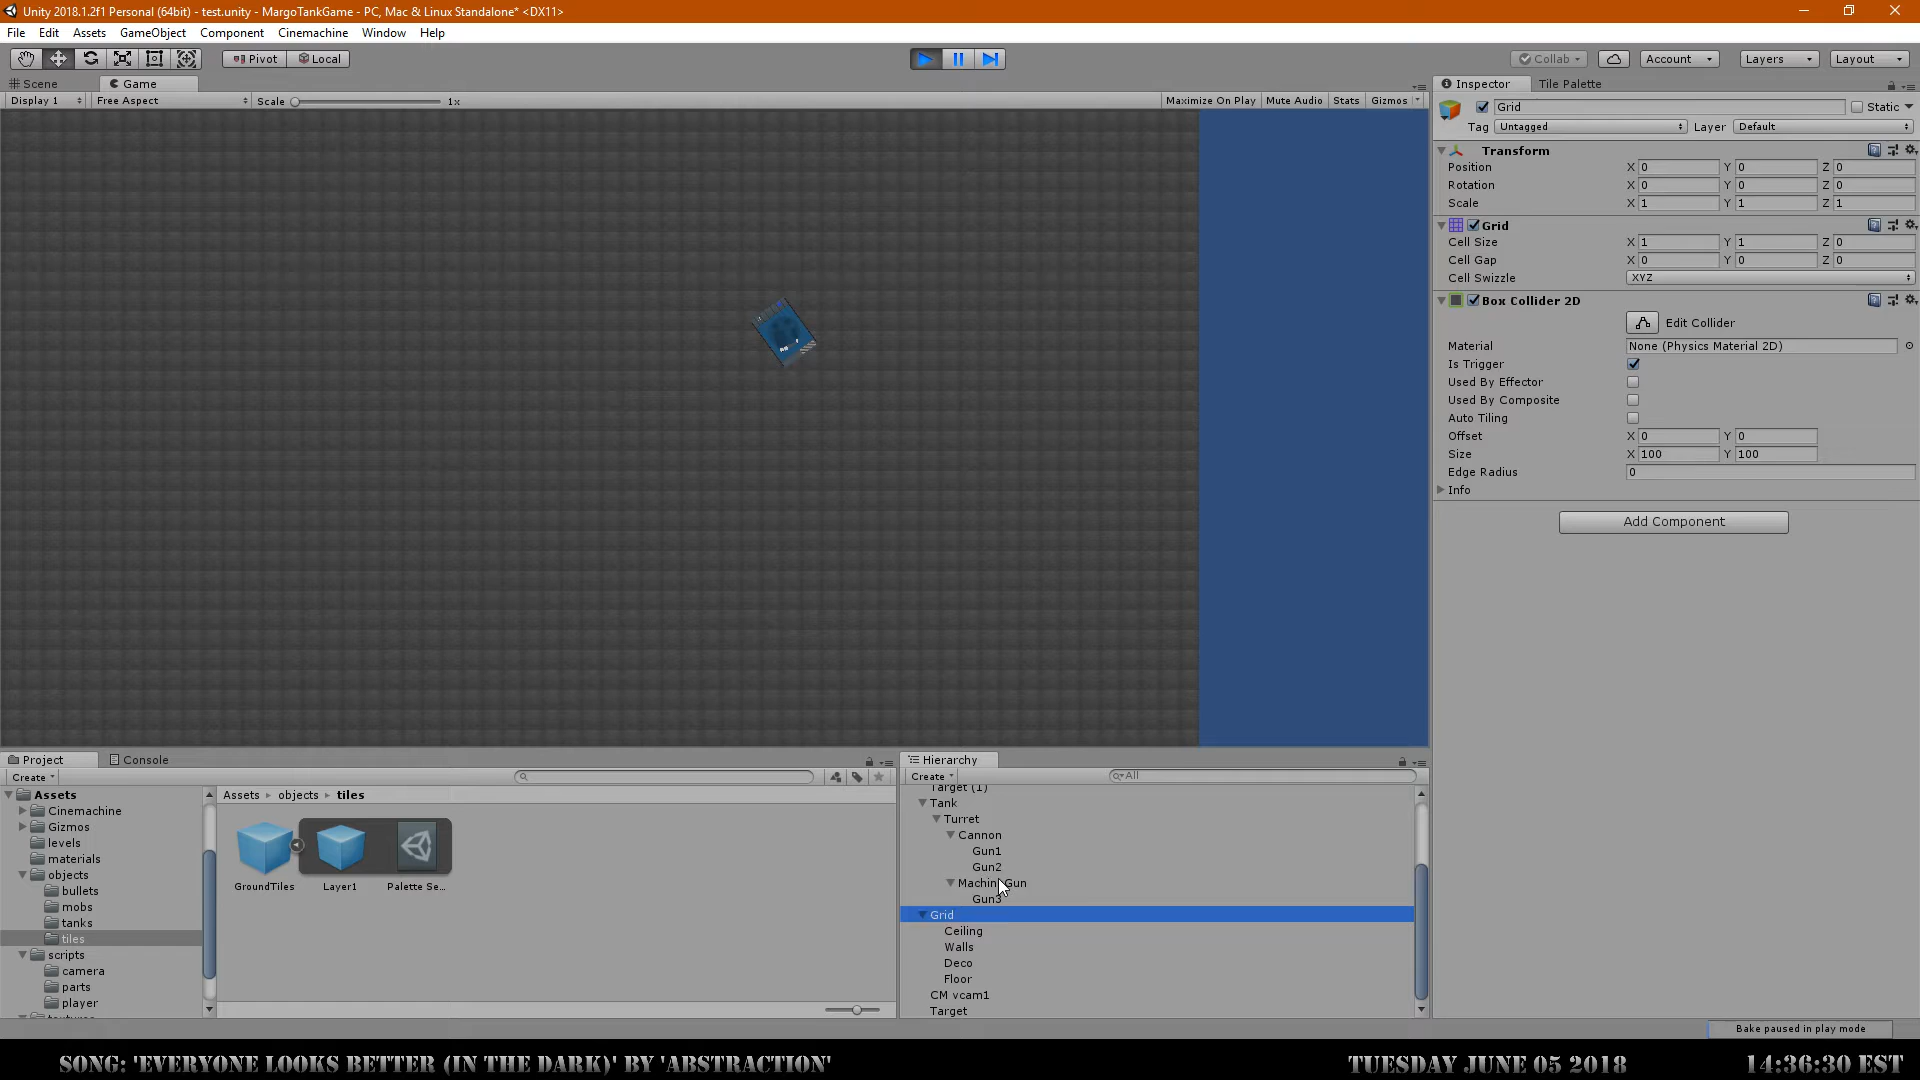 Unity 2018.1.2f1 Personal (64bit) - test.unity - MargoTankGame - PC, Mac & Linux Standalone* <DX11>
File Edit Assets GameObject Component Cinemachine Window Help
Pivot Local Collab Account Layers Layout
Scene Game
Display 1 Free Aspect Scale 1x Maximize On Play Mute Audio Stats Gizmos
Inspector Tile Palette
Grid Static
Tag Untagged Layer Default
Transform
Position X 0 Y 0 Z 0
Rotation X 0 Y 0 Z 0
Scale X 1 Y 1 Z 1
Grid
Cell Size X 1 Y 1 Z 0
Cell Gap X 0 Y 0 Z 0
Cell Swizzle XYZ
Box Collider 2D
Edit Collider
Material None (Physics Material 2D)
Is Trigger
Used By Effector
Used By Composite
Auto Tiling
Offset X 0 Y 0
Size X 100 Y 100
Edge Radius 0
Info
Add Component
Project Console
Create
Assets
Cinemachine
Gizmos
levels
materials
objects
bullets
mobs
tanks
tiles
scripts
camera
parts
player
Assets objects tiles
GroundTiles Layer1 Palette Se...
Hierarchy
Create All
Target (1)
Tank
Turret
Cannon
Gun1
Gun2
Gun3
Grid
Ceiling
Walls
Deco
Floor
CM vcam1
Target
Bake paused in play mode
SONG: 'EVERYONE LOOKS BETTER (IN THE DARK)' BY 'ABSTRACTION'
TUESDAY JUNE 05 2018 14:36:30 EST